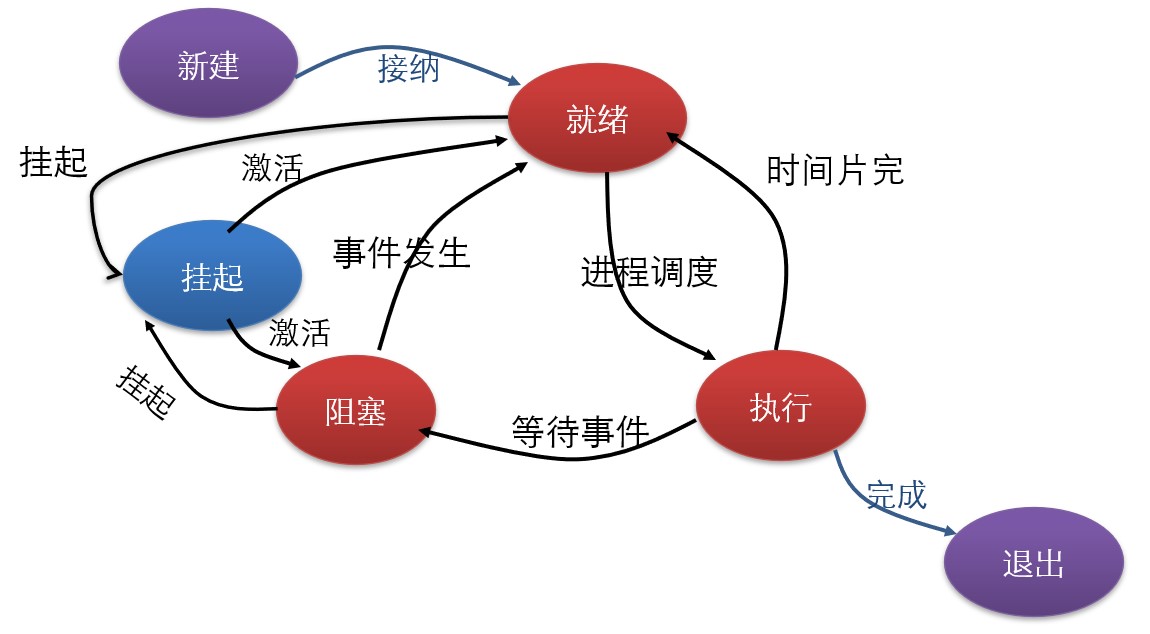 新建
接纳
就绪
挂起
激活
时间片完
事件发生
进程调度
挂起
激活
挂起
阻塞
执行
等待事件
完成
退出